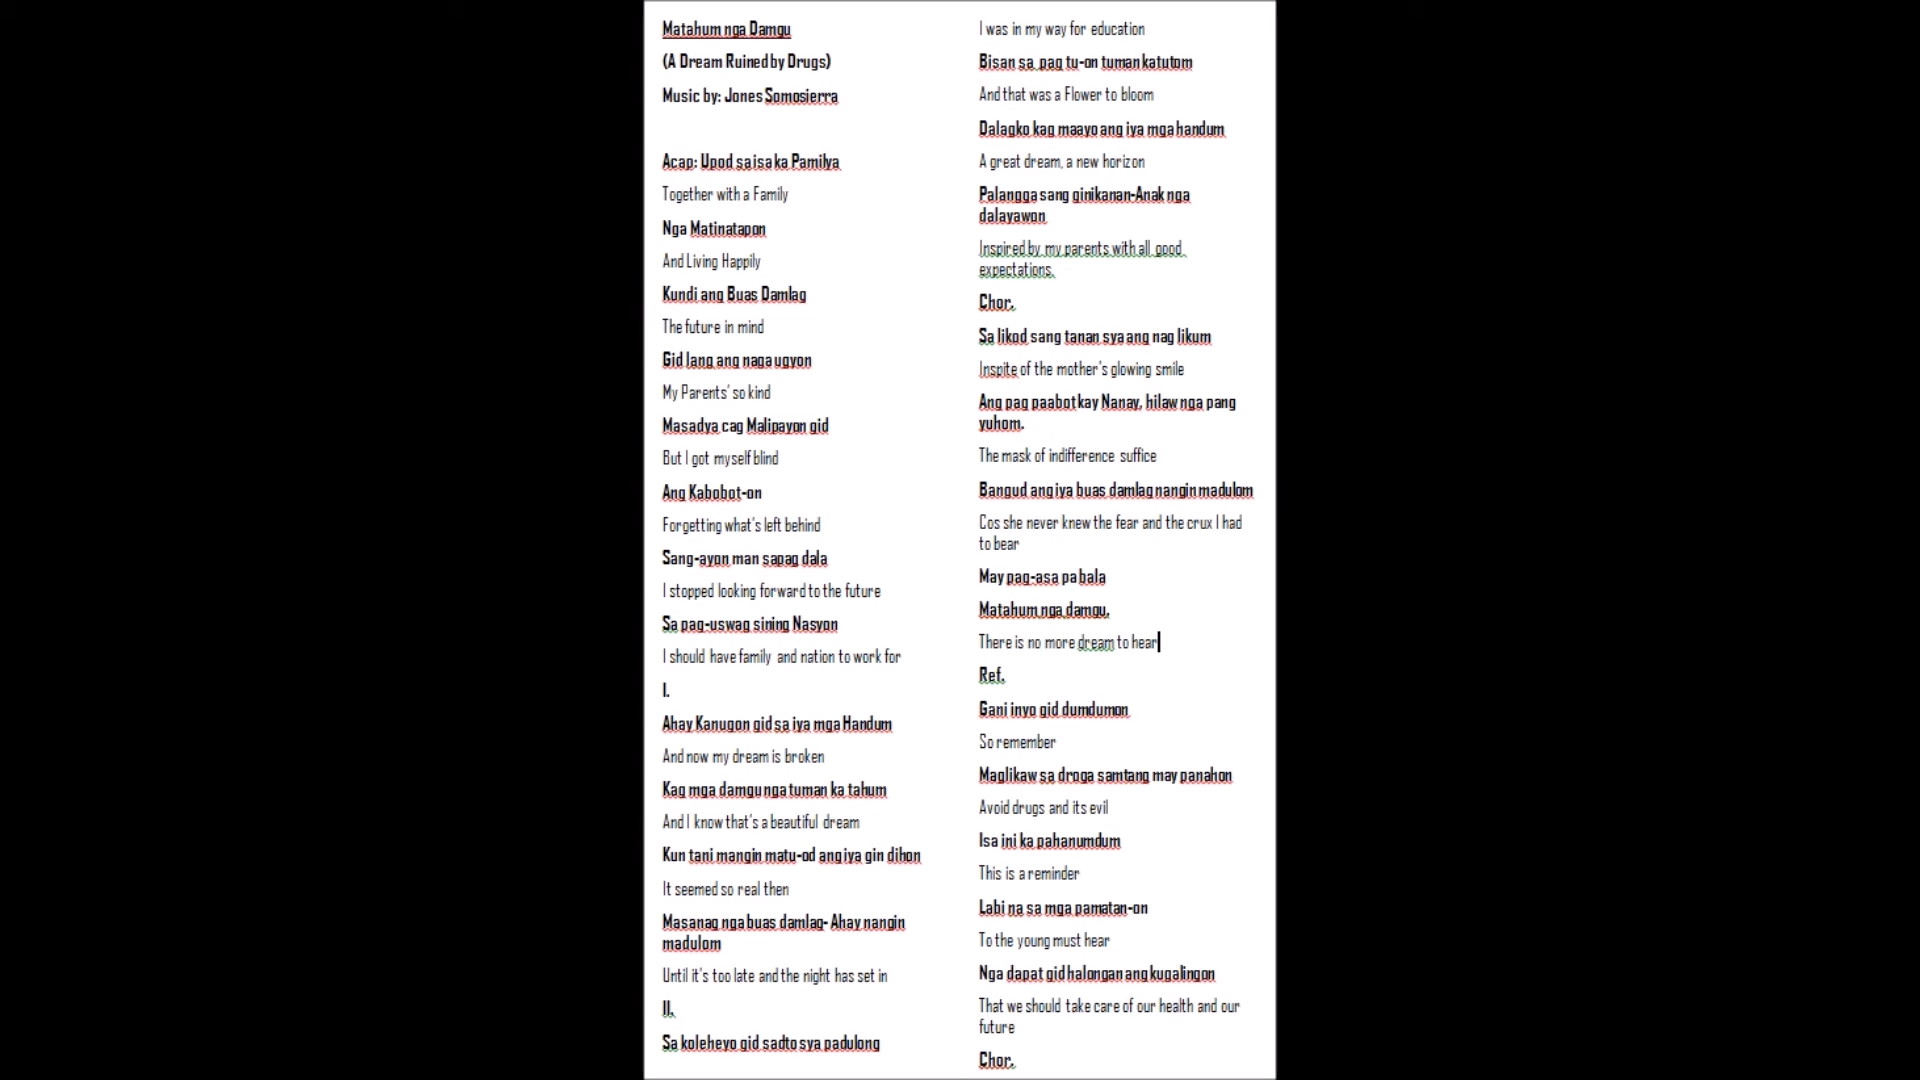 Matahum nga Damgu
(A Dream Ruined by Drugs)
Music by: Jones Somosierra
Acap: Upod sa isa ka Pamilya
Together with a Family
Nga Matinatapon
And Living Happily
Kundi ang Buas Damlag
The future in mind
Gid lang ang naga ugyon
My Parents' so kind
Masadya cag Malipayon gid
But I got myself blind
Ang Kabobot-on
Forgetting what's left behind
Sang-ayon man sa pag dala
I stopped looking forward to the future
Sa pag-uswag sining Nasyon
I should have family and nation to work for
I.
Ahay Kanugon gid sa iya mga Handum
And now my dream is broken
Kag mga damgu nga tuman ka tahum
And I know that's a beautiful dream
Kun tani mangin matu-od ang iya gin dihon
It seemed so real then
Masanag nga buas damlag- Ahay nangin
madulom
Until it's too late and the night has set in
II.
Sa koleheyo gid sadto sya padulong
I was in my way for education
Bisan sa pag tu-on tuman katutom
And that was a Flower to bloom
Dalagko kag maayo ang iya mga handum
A great dream, a new horizon
Palangga sang ginikanan-Anak nga
dalayawon
Inspired by my parents with all good
expectations.
Chor.
Sa likod sang tanan sya ang nag likum
Inspite of the mother's glowing smile
Ang pag paabot kay Nanay, hilaw nga pang
yuhom.
The mask of indifference suffice
Bangud ang iya buas damlag nangin madulom
Cos she never knew the fear and the crux I had
to bear
May pag-asa pa bala
Matahum nga damgu.
There is no more dream to hear
Ref.
Gani inyo gid dumdumon
So remember
Maglikaw sa droga samtang may panahon
Avoid drugs and its evil
Isa ini ka pahanumdum
This is a reminder
Labi na sa mga pamatan-on
To the young must hear
Nga dapat gid halongan ang kugalingon
That we should take care of our health and our
future
Chor.